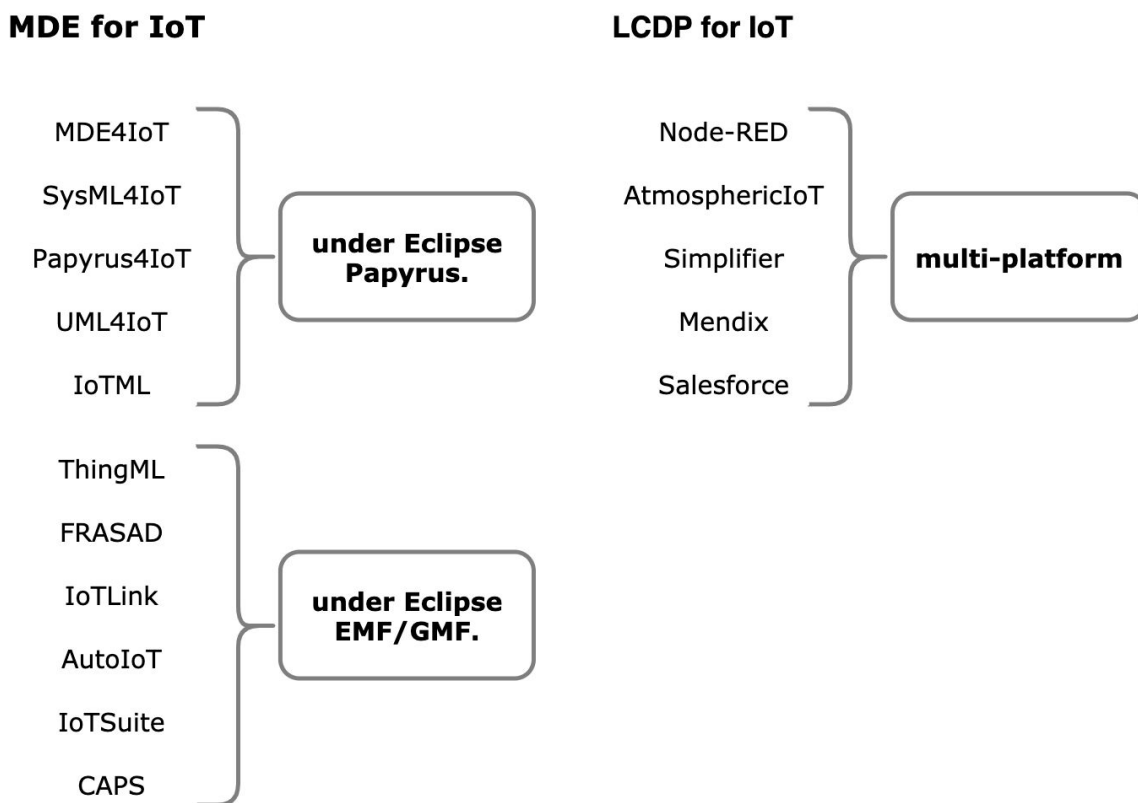 MDE for IoT
MDE4IoT
SysML4IoT
Papyrus4IoT
UML4IoT
IoTML
under Eclipse
Papyrus.
ThingML
FRASAD
IoTLink
AutoIoT
IoTSuite
CAPS
under Eclipse
EMF/GMF.
LCDP for IoT
Node-RED
AtmosphericIoT
Simplifier
Mendix
Salesforce
multi-platform